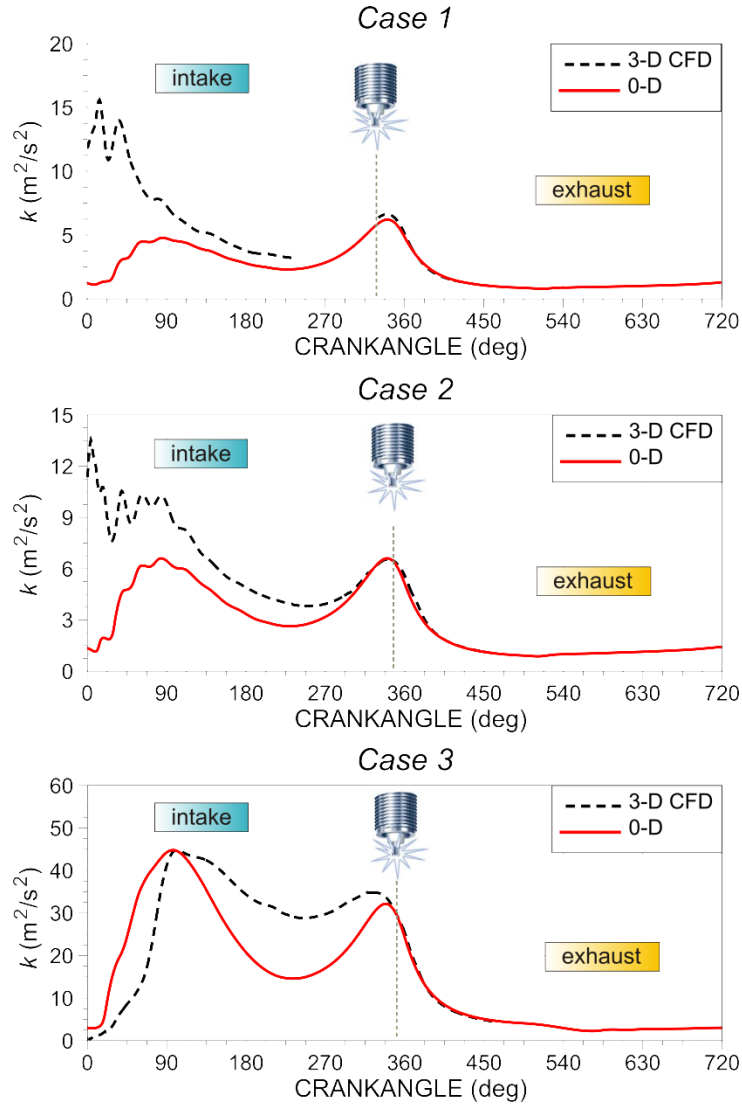 Case 1
20
15
10
5
0
k (m²/s²)
intake
3-D CFD
0-D
exhaust
0 90 180 270 360 450 540 630 720
CRANKANGLE (deg)
Case 2
15
12
9
6
3
0
k (m²/s²)
intake
3-D CFD
0-D
exhaust
0 90 180 270 360 450 540 630 720
CRANKANGLE (deg)
Case 3
60
50
40
30
20
10
0
k (m²/s²)
intake
3-D CFD
0-D
exhaust
0 90 180 270 360 450 540 630 720
CRANKANGLE (deg)